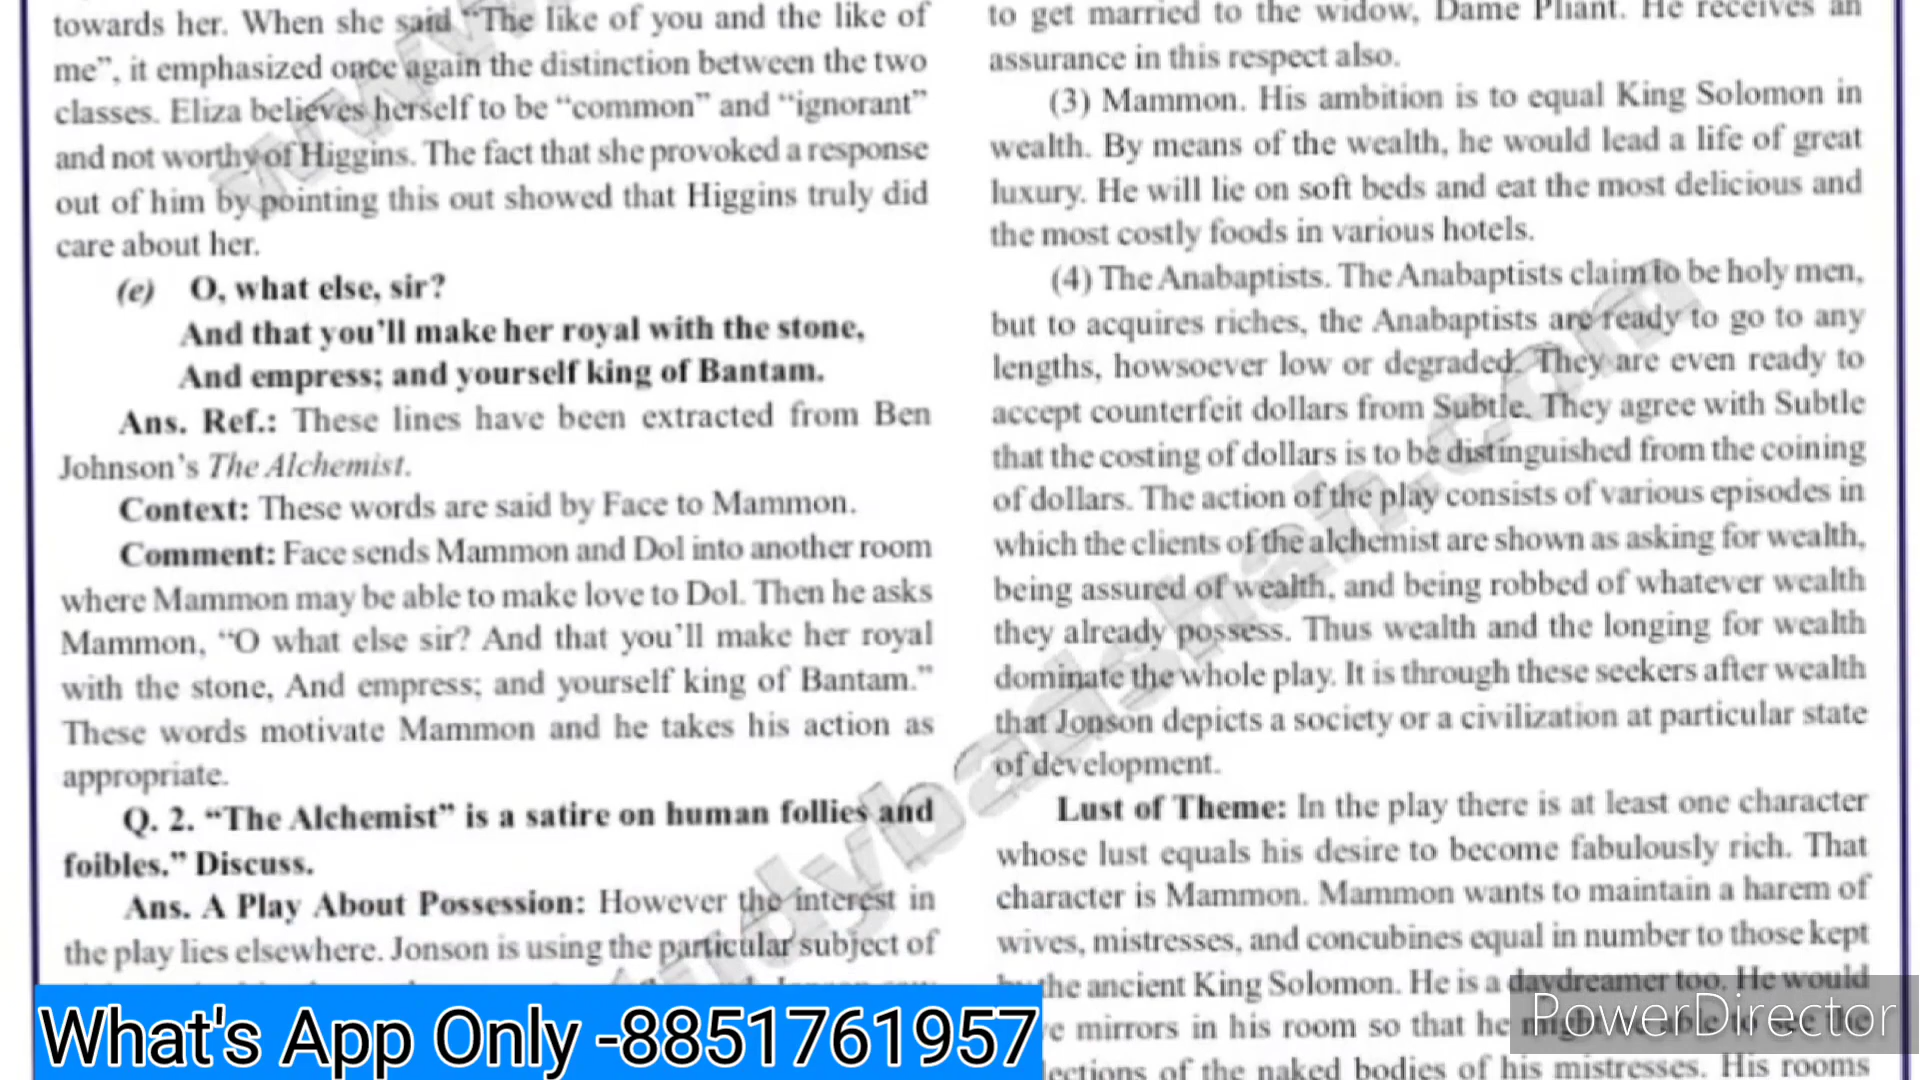 towards her. When she said “The like of you and the like of
me”, it emphasized once again the distinction between the two
classes. Eliza believes herself to be “common” and “ignorant”
and not worthy of Higgins. The fact that she provoked a response
out of him by pointing this out showed that Higgins truly did
care about her.
(e) O, what else, sir?
And that you’ll make her royal with the stone,
And empress; and yourself king of Bantam.
Ans. Ref.: These lines have been extracted from Ben
Johnson’s The Alchemist.
Context: These words are said by Face to Mammon.
Comment: Face sends Mammon and Dol into another room
where Mammon may be able to make love to Dol. Then he asks
Mammon, “O what else sir? And that you’ll make her royal
with the stone, And empress; and yourself king of Bantam.”
These words motivate Mammon and he takes his action as
appropriate.
Q. 2. “The Alchemist” is a satire on human follies and
foibles.” Discuss.
Ans. A Play About Possession: However the interest in
the play lies elsewhere. Jonson is using the particular subject of
to get married to the widow, Dame Pliant. He receives an
assurance in this respect also.
(3) Mammon. His ambition is to equal King Solomon in
wealth. By means of the wealth, he would lead a life of great
luxury. He will lie on soft beds and eat the most delicious and
the most costly foods in various hotels.
(4) The Anabaptists. The Anabaptists claim to be holy men,
but to acquires riches, the Anabaptists are ready to go to any
lengths, howsoever low or degraded. They are even ready to
accept counterfeit dollars from Subtle. They agree with Subtle
that the costing of dollars is to be distinguished from the coining
of dollars. The action of the play consists of various episodes in
which the clients of the alchemist are shown as asking for wealth,
being assured of wealth, and being robbed of whatever wealth
they already possess. Thus wealth and the longing for wealth
dominate the whole play. It is through these seekers after wealth
that Jonson depicts a society or a civilization at particular state
of development.
Lust of Theme: In the play there is at least one character
whose lust equals his desire to become fabulously rich. That
character is Mammon. Mammon wants to maintain a harem of
wives, mistresses, and concubines equal in number to those kept
the ancient King Solomon. He is a daydreamer too. He would
mirrors in his room so that he
of the naked bodies of his mistresses. His rooms
What's App Only -8851761957
PowerDirector